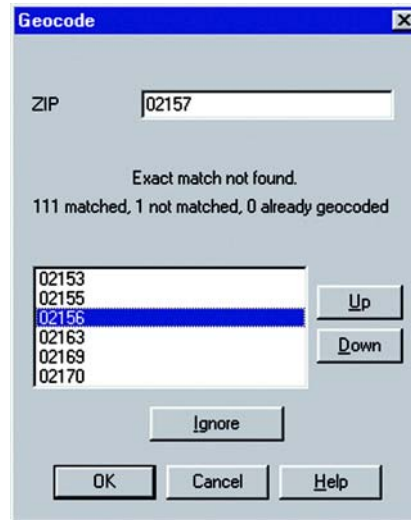 Geocode
ZIP 02157
Exact match not found.
111 matched, 1 not matched, 0 already geocoded
02153
02155
02156
02163
02169
02170
Up
Down
Ignore
OK Cancel Help